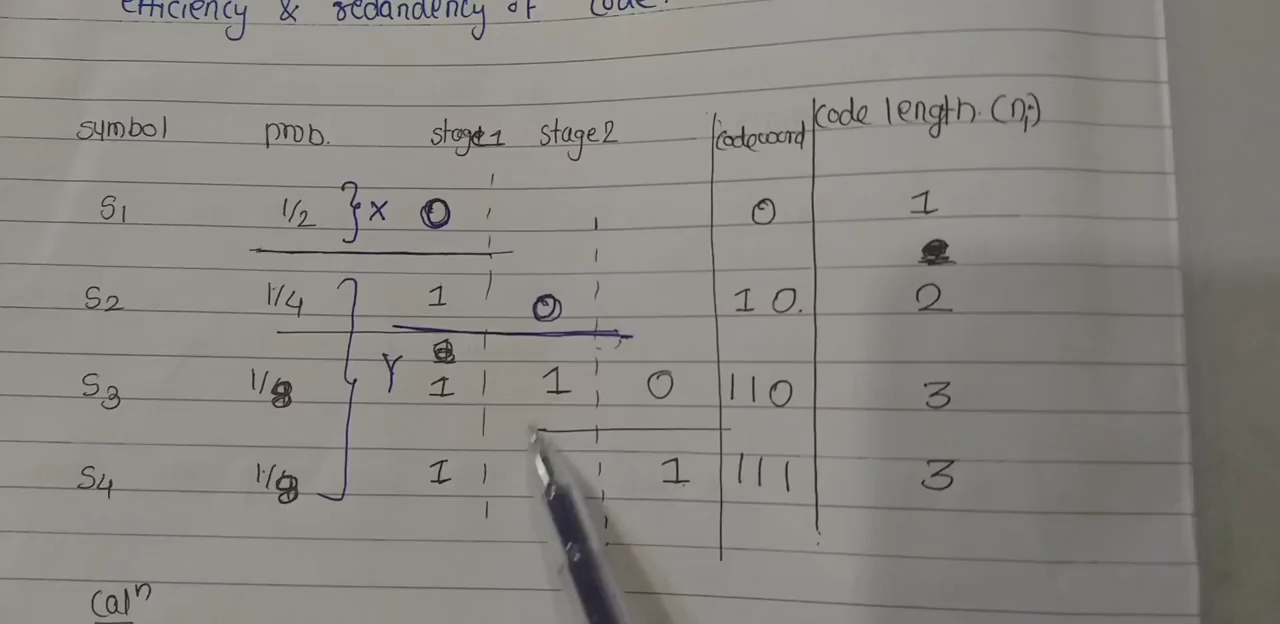 efficiency & redandency of code.
symbol prob. stage 1 stage 2 codeword code length (ni)
S1 1/2 } X 0 0 1
S2 1/4 1 0 10. 2
Y
S3 1/8 1 1 0 110 3
S4 1/8 1 1 111 3
Calⁿ